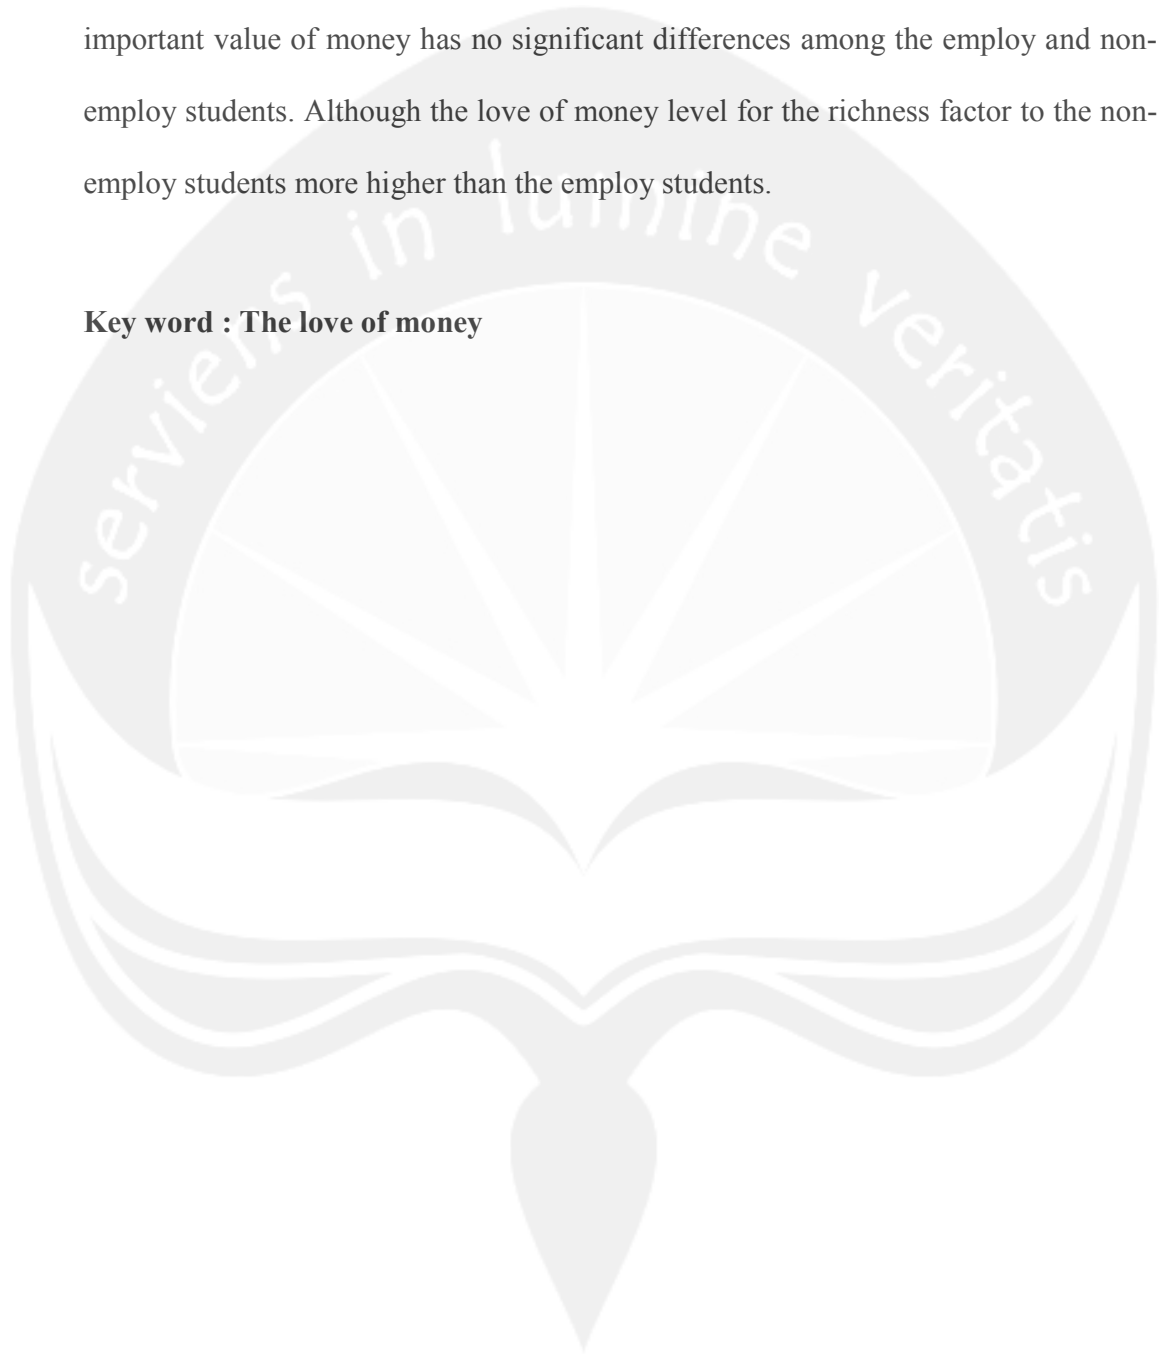 important value of money has no significant differences among the employ and non-
employ students. Although the love of money level for the richness factor to the non-
employ students more higher than the employ students.
Key word : The love of money
serviens in lumine veritatis